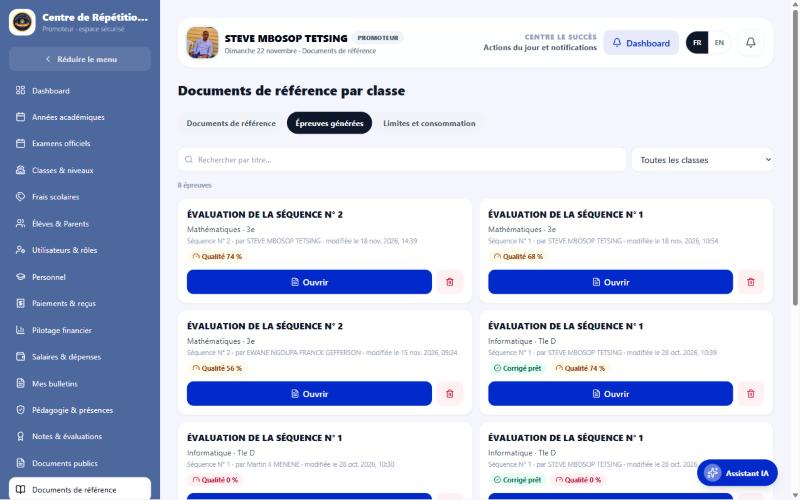 Centre de Répétitio...
Promoteur · espace sécurisé
Réduire le menu
Dashboard
Années académiques
Examens officiels
Classes & niveaux
Frais scolaires
Élèves & Parents
Utilisateurs & rôles
Personnel
Paiements & reçus
Pilotage financier
Salaires & dépenses
Mes bulletins
Pédagogie & présences
Notes & évaluations
Documents publics
Documents de référence
STEVE MBOSOP TETSING PROMOTEUR
Dimanche 22 novembre · Documents de référence
CENTRE LE SUCCÈS
Actions du jour et notifications
Dashboard
FR EN
Documents de référence par classe
Documents de référence Épreuves générées Limites et consommation
Rechercher par titre...
Toutes les classes
8 épreuves
ÉVALUATION DE LA SÉQUENCE N° 2
Mathématiques · 3e
Séquence N° 2 · par STEVE MBOSOP TETSING · modifiée le 18 nov. 2026, 14:39
Qualité 74 %
Ouvrir
ÉVALUATION DE LA SÉQUENCE N° 1
Mathématiques · 3e
Séquence N° 1 · par STEVE MBOSOP TETSING · modifiée le 18 nov. 2026, 10:54
Qualité 68 %
Ouvrir
ÉVALUATION DE LA SÉQUENCE N° 2
Mathématiques · 3e
Séquence N° 2 · par EWANE NGOUPA FRANCK GEFFERSON · modifiée le 15 nov. 2026, 09:24
Qualité 56 %
Ouvrir
ÉVALUATION DE LA SÉQUENCE N° 1
Informatique · Tle D
Séquence N° 1 · par STEVE MBOSOP TETSING · modifiée le 28 oct. 2026, 10:39
Corrigé prêt Qualité 74 %
Ouvrir
ÉVALUATION DE LA SÉQUENCE N° 1
Informatique · Tle D
Séquence N° 1 · par Martin II MENENE · modifiée le 28 oct. 2026, 10:30
Qualité 0 %
ÉVALUATION DE LA SÉQUENCE N° 1
Informatique · Tle D
Séquence N° 1 · par STEVE MBOSOP TETSING · modifiée le 28 oct. 2026,
Corrigé prêt Qualité 0 %
Assistant IA